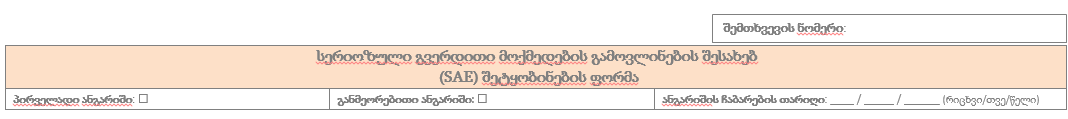 შემთხვევის ნომერი:
სერიოზული გვერდითი მოქმედების გამოვლინების შესახებ
(SAE) შეტყობინების ფორმა
პირველადი ანგარიში: ☐
განმეორებითი ანგარიში: ☐
ანგარიშის ჩაბარების თარიღი: ____ / _____ / ______ (რიცხვი/თვე/წელი)